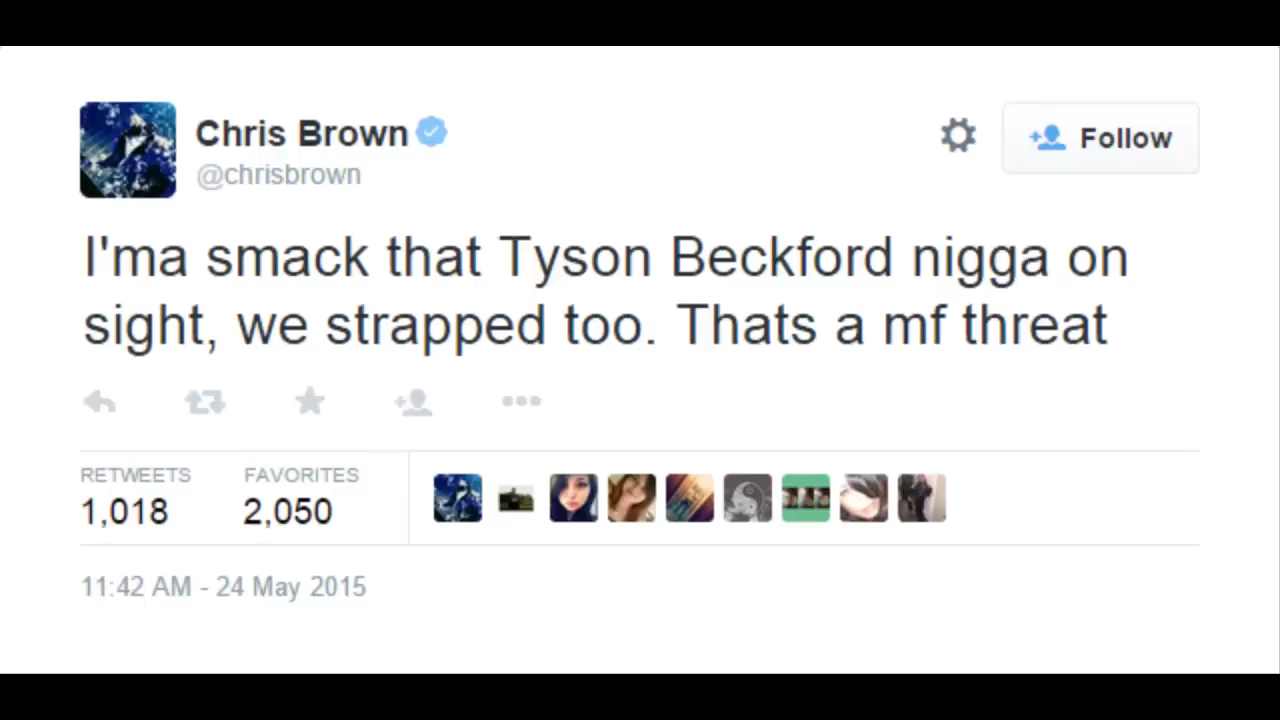 Chris Brown
@chrisbrown
Follow
I'ma smack that Tyson Beckford nigga on
sight, we strapped too. Thats a mf threat
RETWEETS FAVORITES
1,018 2,050
11:42 AM - 24 May 2015